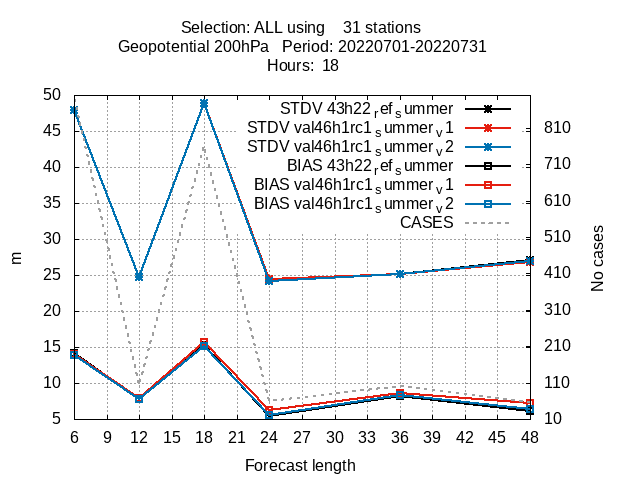 Selection: ALL using    31 stations
Geopotential 200hPa   Period: 20220701-20220731
Hours:  18
STDV 43h22_ref_summer
STDV val46h1rc1_summer_v1
STDV val46h1rc1_summer_v2
BIAS 43h22_ref_summer
BIAS val46h1rc1_summer_v1
BIAS val46h1rc1_summer_v2
CASES
50
45
40
35
30
25
20
15
10
5
m
810
710
610
510
410
310
210
110
10
No cases
6 9 12 15 18 21 24 27 30 33 36 39 42 45 48
Forecast length